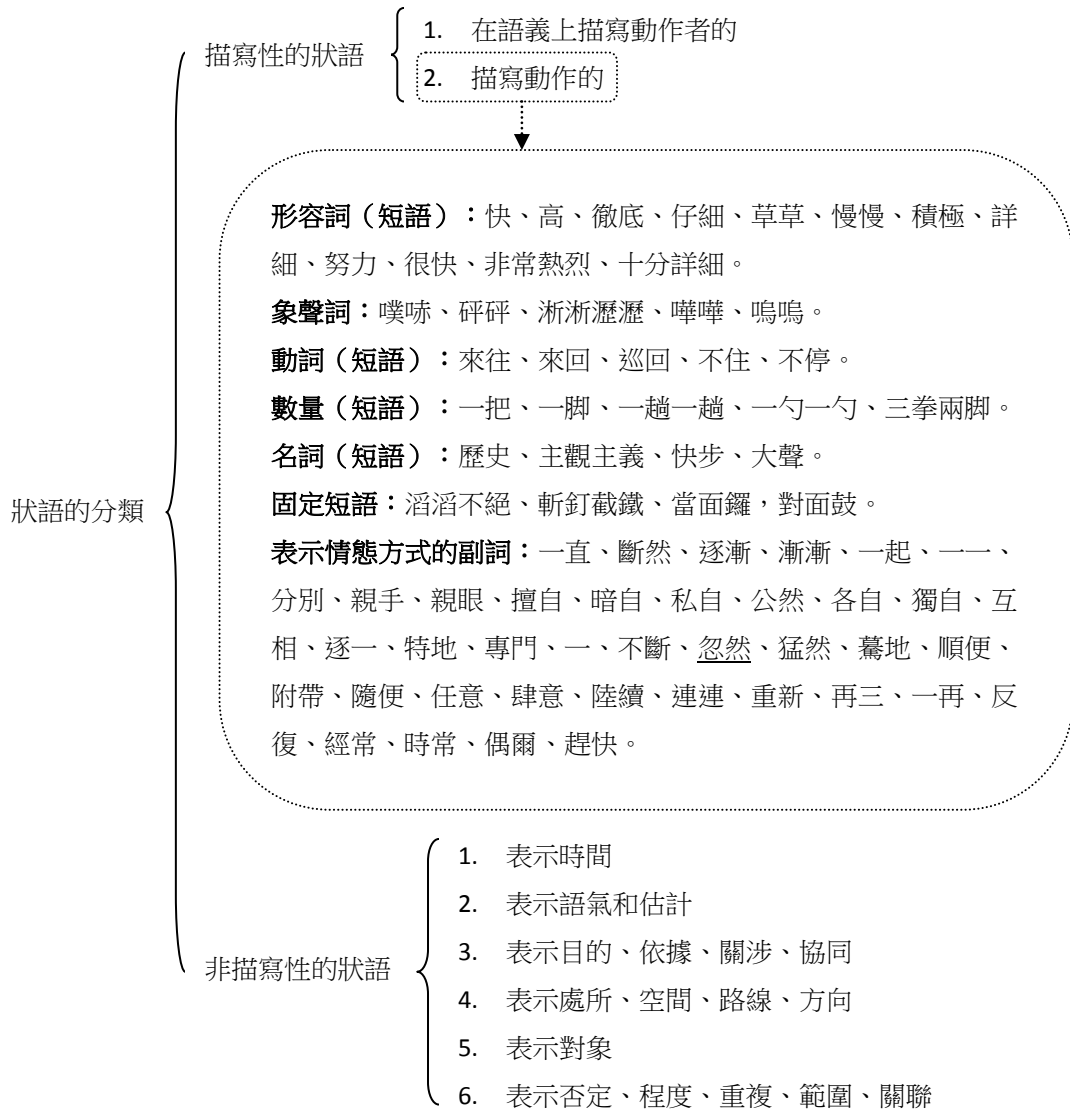 描寫性的狀語
1. 在語義上描寫動作者的
2. 描寫動作的
形容詞（短語）：快、高、徹底、仔細、草草、慢慢、積極、詳
細、努力、很快、非常熱烈、十分詳細。
象聲詞：噗哧、砰砰、淅淅瀝瀝、嘩嘩、嗚嗚。
動詞（短語）：來往、來回、巡回、不住、不停。
數量（短語）：一把、一脚、一趟一趟、一勺一勺、三拳兩脚。
名詞（短語）：歷史、主觀主義、快步、大聲。
固定短語：滔滔不絕、斬釘截鐵、當面鑼，對面鼓。
表示情態方式的副詞：一直、斷然、逐漸、漸漸、一起、一一、
分別、親手、親眼、擅自、暗自、私自、公然、各自、獨自、互
相、逐一、特地、專門、一、不斷、忽然、猛然、驀地、順便、
附帶、隨便、任意、肆意、陸續、連連、重新、再三、一再、反
復、經常、時常、偶爾、趕快。
狀語的分類
非描寫性的狀語
1. 表示時間
2. 表示語氣和估計
3. 表示目的、依據、關涉、協同
4. 表示處所、空間、路線、方向
5. 表示對象
6. 表示否定、程度、重複、範圍、關聯